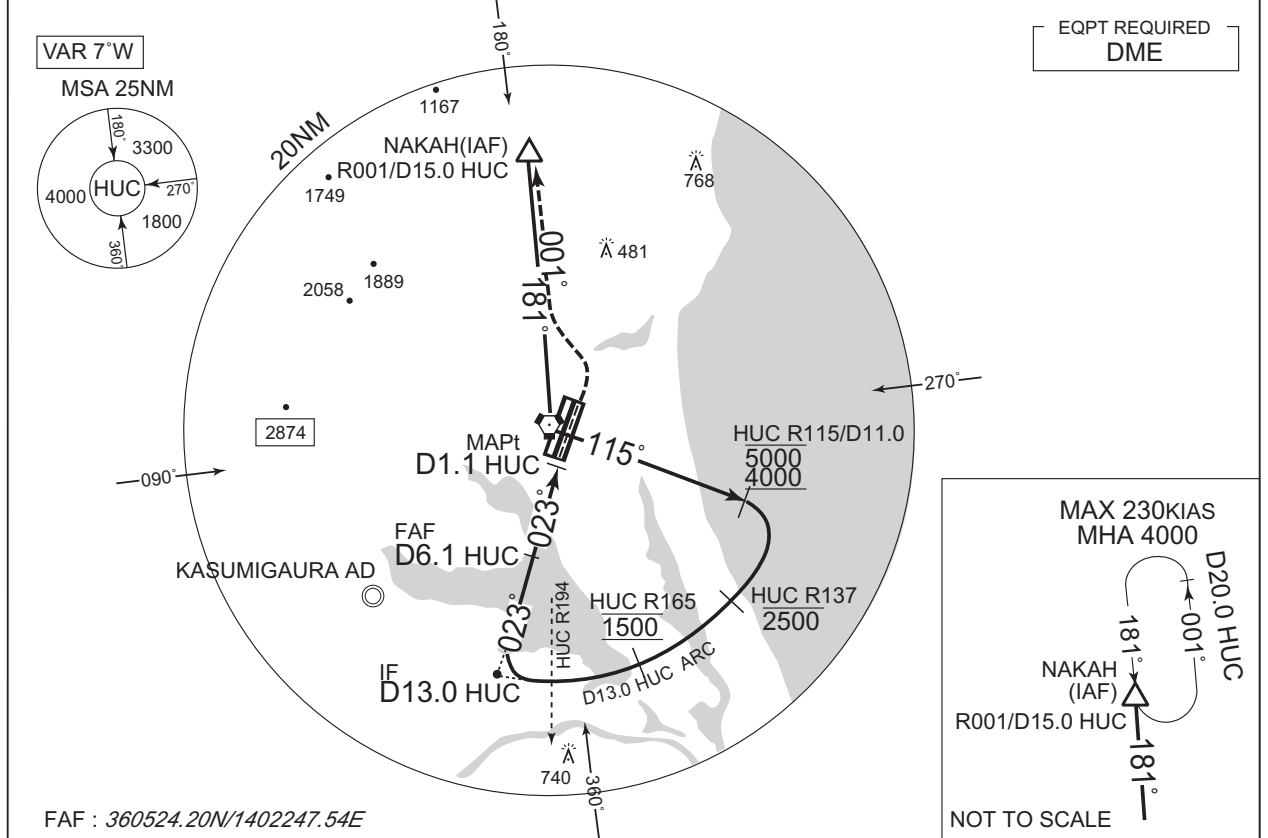 VAR 7˚W
MSA 25NM
180˚
3300
4000
HUC
270˚
1800
360˚
EQPT REQUIRED
DME
180˚
20NM
1167
NAKAH(IAF)
R001/D15.0 HUC
768
1749
481
001˚
181˚
1889
2058
270˚
2874
MAPt
D1.1 HUC
115˚
HUC R115/D11.0
5000
4000
090˚
023˚
FAF
D6.1 HUC
KASUMIGAURA AD
HUC R194
HUC R165
1500
HUC R137
2500
023˚
IF
D13.0 HUC
D13.0 HUC ARC
740
360˚
MAX 230KIAS
MHA 4000
D20.0 HUC
181˚
001˚
NAKAH
(IAF)
R001/D15.0 HUC
181˚
NOT TO SCALE
FAF : 360524.20N/1402247.54E